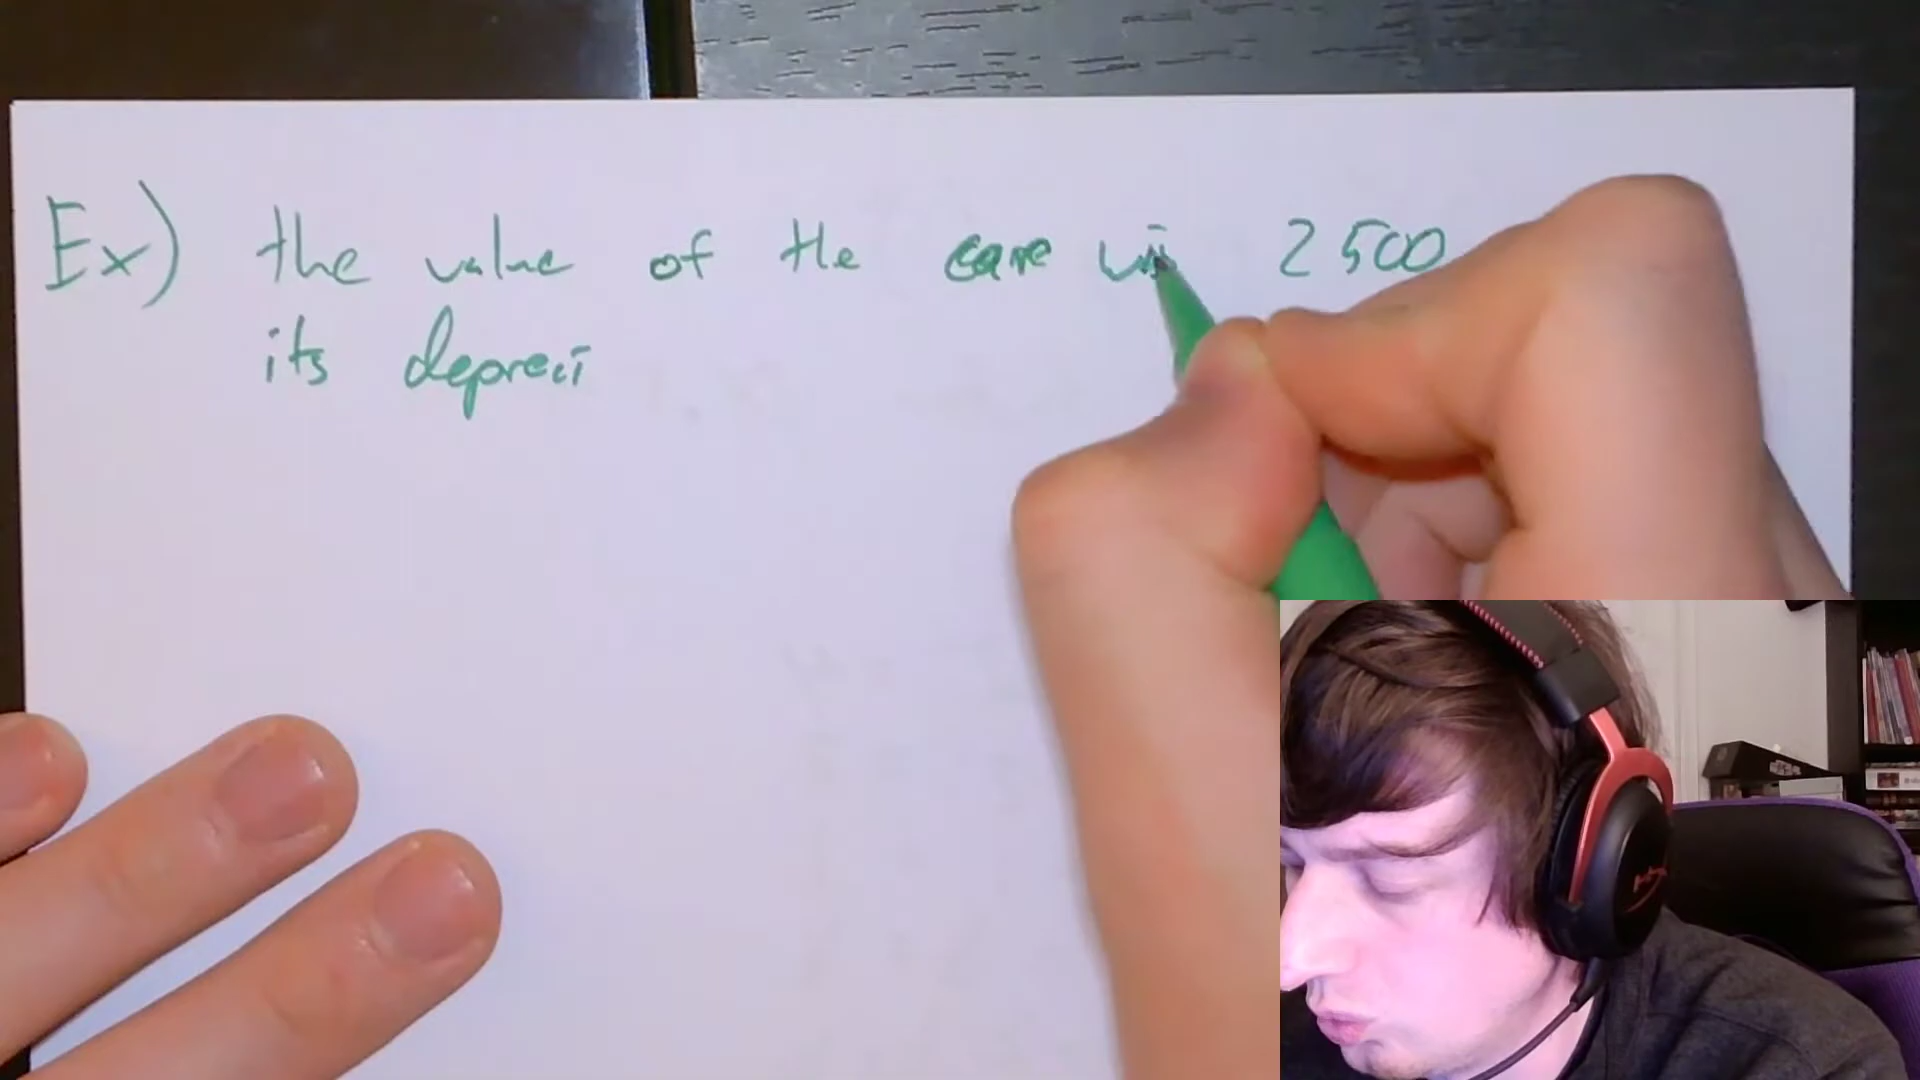 Ex) the value of the care 2500
its depreci